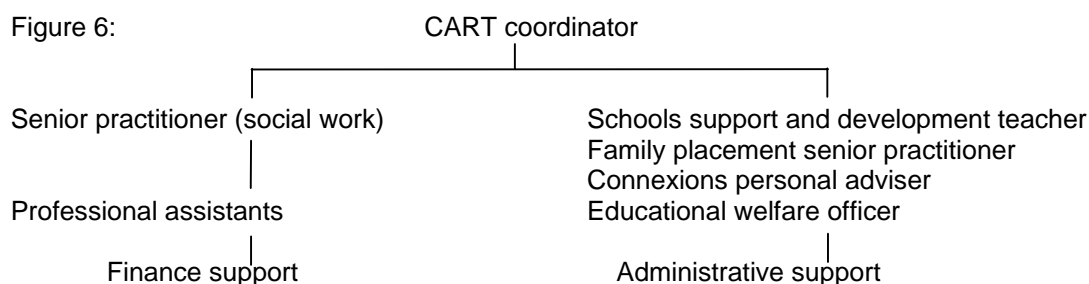 Figure 6: CART coordinator
Senior practitioner (social work) Schools support and development teacher
Family placement senior practitioner
Connexions personal adviser
Professional assistants Educational welfare officer
Finance support Administrative support